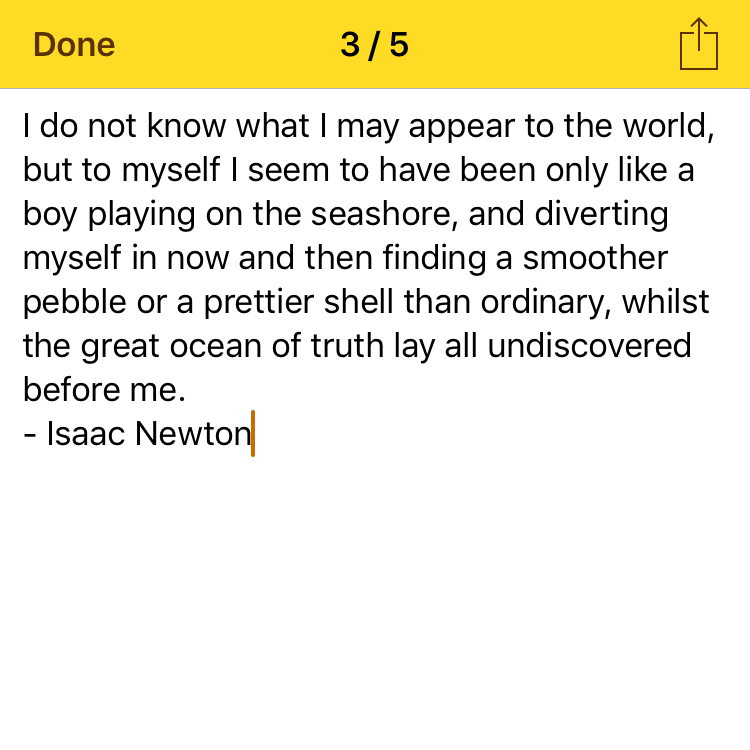 Done 3 / 5
I do not know what I may appear to the world,
but to myself I seem to have been only like a
boy playing on the seashore, and diverting
myself in now and then finding a smoother
pebble or a prettier shell than ordinary, whilst
the great ocean of truth lay all undiscovered
before me.
- Isaac Newton